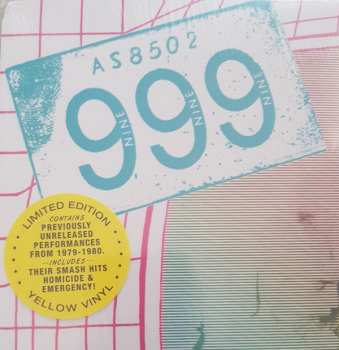 AS8502
999
NINE NINE NINE
LIMITED EDITION
CONTAINS
PREVIOUSLY
UNRELEASED
PERFORMANCES
FROM 1979-1980.
—INCLUDES—
THEIR SMASH HITS
HOMICIDE &
EMERGENCY!
YELLOW VINYL